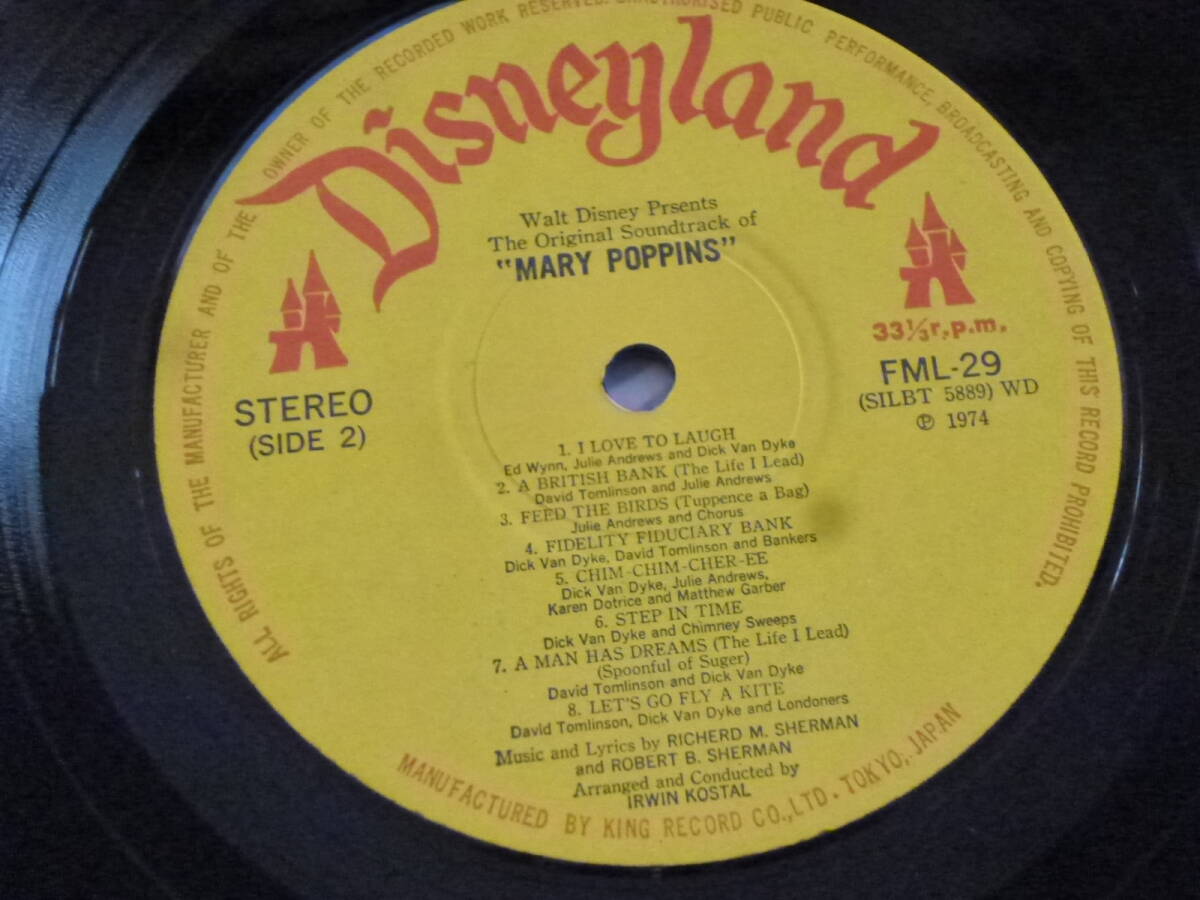 ALL RIGHTS OF THE MANUFACTURER AND OF THE OWNER OF THE RECORDED WORK RESERVED. UNAUTHORISED PUBLIC PERFORMANCE, BROADCASTING AND COPYING OF THIS RECORD PROHIBITED.
Disneyland
Walt Disney Prsents
The Original Soundtrack of
"MARY POPPINS"
STEREO
(SIDE 2)
33⅓r.p.m.
FML-29
(SILBT 5889) WD
℗ 1974
1. I LOVE TO LAUGH
Ed Wynn, Julie Andrews and Dick Van Dyke
2. A BRITISH BANK (The Life I Lead)
David Tomlinson and Julie Andrews
3. FEED THE BIRDS (Tuppence a Bag)
Julie Andrews and Chorus
4. FIDELITY FIDUCIARY BANK
Dick Van Dyke, David Tomlinson and Bankers
5. CHIM-CHIM-CHER-EE
Dick Van Dyke, Julie Andrews,
Karen Dotrice and Matthew Garber
6. STEP IN TIME
Dick Van Dyke and Chimney Sweeps
7. A MAN HAS DREAMS (The Life I Lead)
(Spoonful of Suger)
David Tomlinson and Dick Van Dyke
8. LET'S GO FLY A KITE
David Tomlinson, Dick Van Dyke and Londoners
Music and Lyrics by RICHERD M. SHERMAN
and ROBERT B. SHERMAN
Arranged and Conducted by
IRWIN KOSTAL
MANUFACTURED BY KING RECORD CO., LTD. TOKYO, JAPAN